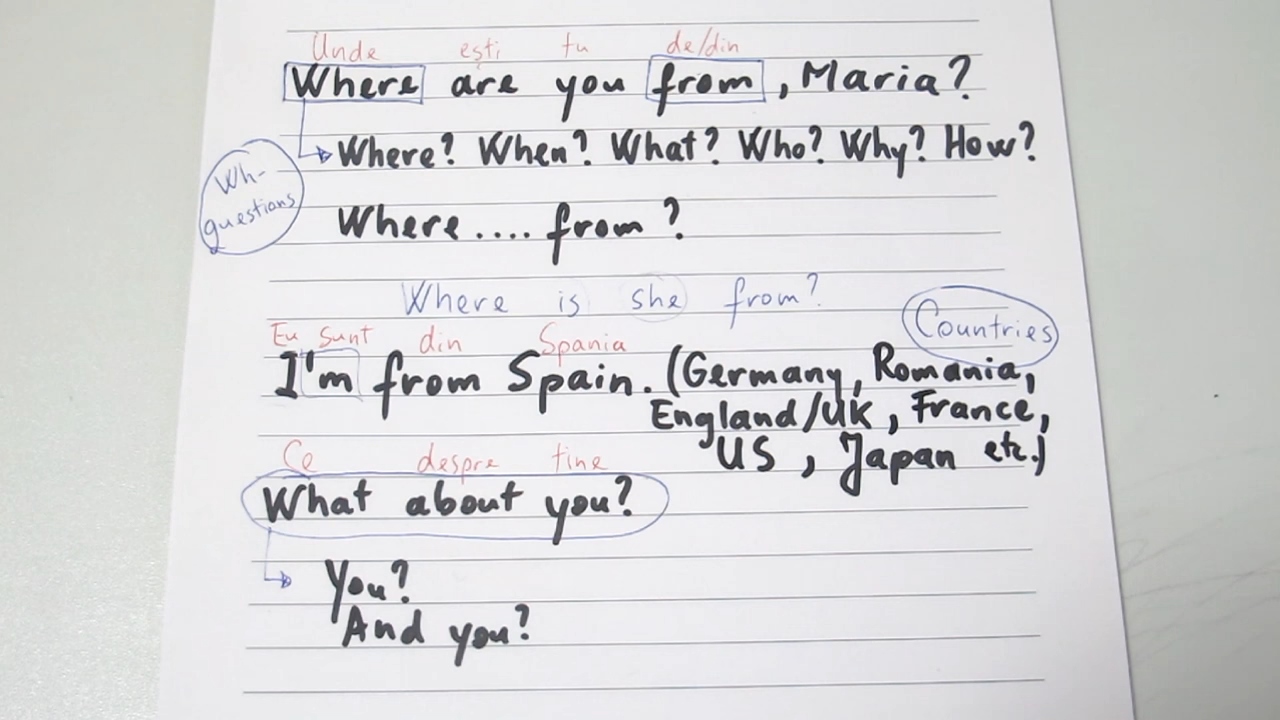 Unde ești tu de/din
Where are you from, Maria?
Where? When? What? Who? Why? How?
Wh-
questions
Where.... from?
Where is she from?
Countries
Eu sunt din Spania
I'm from Spain. (Germany, Romania,
England/UK, France,
US, Japan etc.)
Ce despre tine
What about you?
You?
And you?